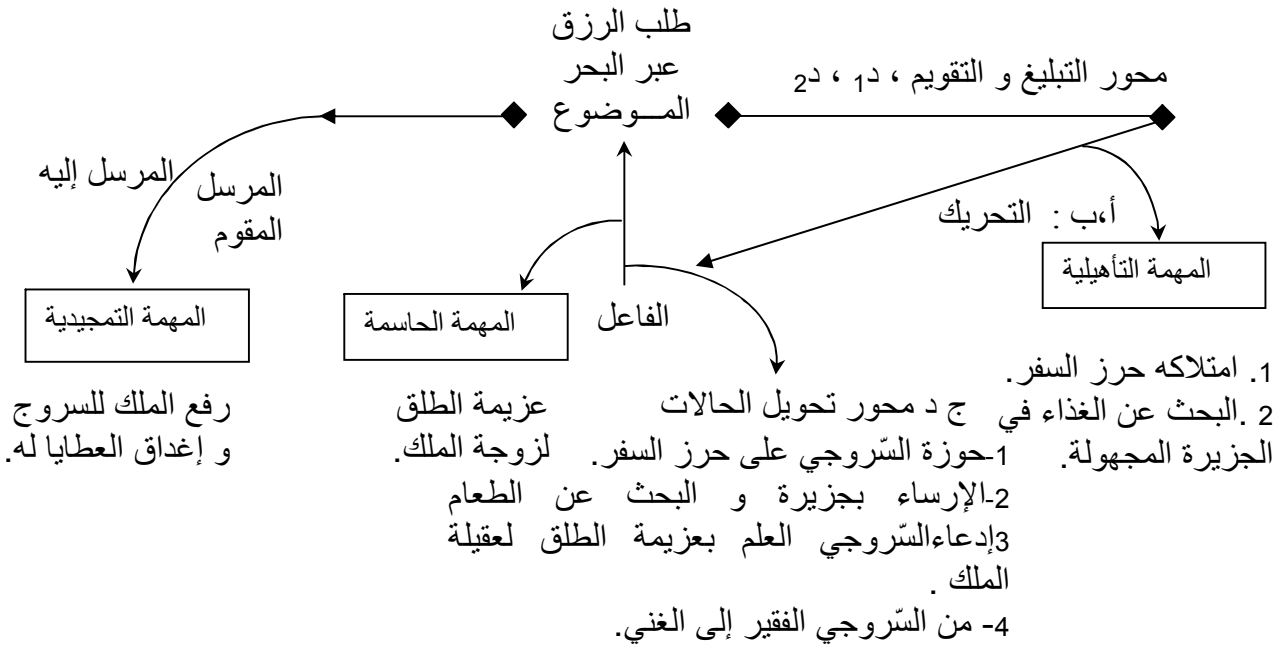 طلب الرزق
عبر البحر
المـــوضوع
محور التبليغ و التقويم ، د1 ، د2
أ،ب : التحريك
المهمة التأهيلية
1. امتلاكه حرز السفر.
2 .البحث عن الغذاء في
الجزيرة المجهولة.
الفاعل
ج د محور تحويل الحالات
1-حوزة السّروجي على حرز السفر.
2-الإرساء بجزيرة و البحث عن الطعام
3إدعاءالسّروجي العلم بعزيمة الطلق لعقيلة
الملك .
4- من السّروجي الفقير إلى الغني.
المهمة الحاسمة
عزيمة الطلق
لزوجة الملك.
المرسل
المقوم
المرسل إليه
المهمة التمجيدية
رفع الملك للسروج
و إغداق العطايا له.